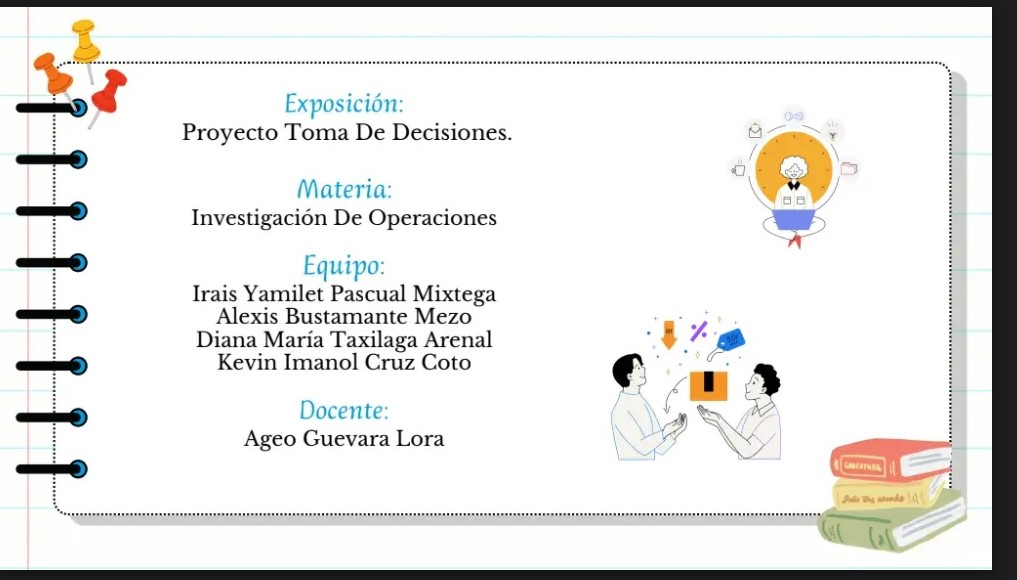 Exposición:
Proyecto Toma De Decisiones.
Materia:
Investigación De Operaciones
Equipo:
Irais Yamilet Pascual Mixtega
Alexis Bustamante Mezo
Diana María Taxilaga Arenal
Kevin Imanol Cruz Coto
Docente:
Ageo Guevara Lora